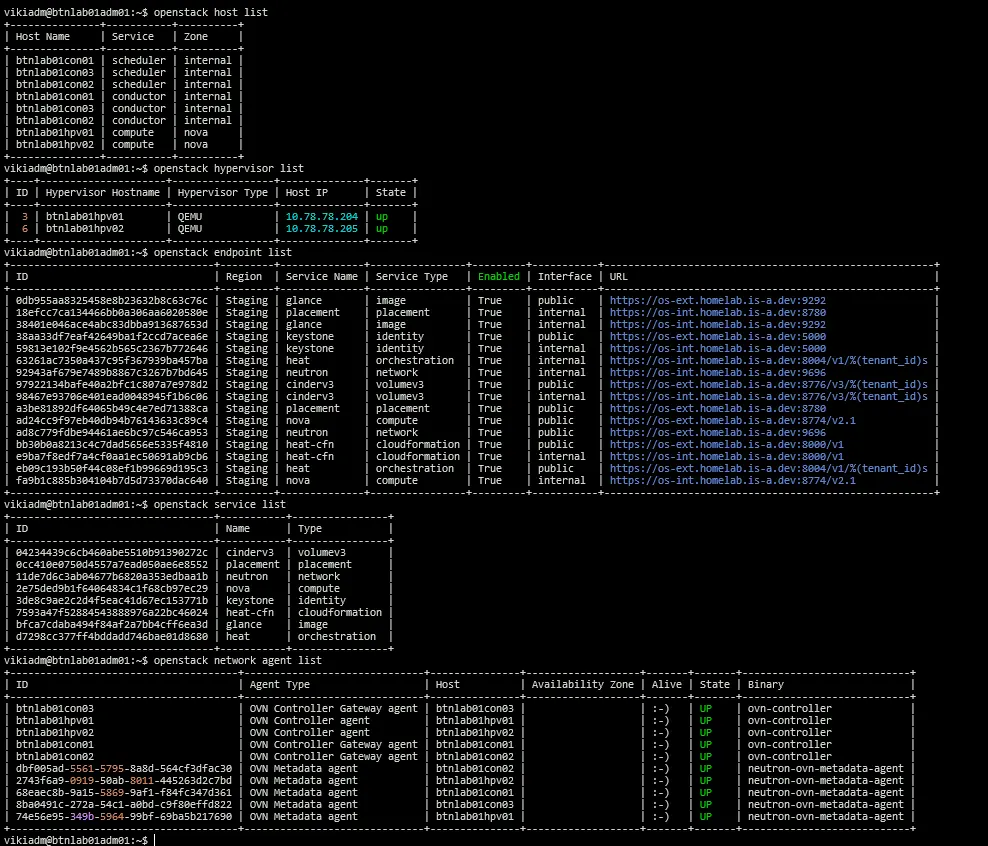 vikiadm@btnlab01adm01:~$ openstack host list
+--------------+-----------+----------+
| Host Name    | Service   | Zone     |
+--------------+-----------+----------+
| btnlab01con01 | scheduler | internal |
| btnlab01con03 | scheduler | internal |
| btnlab01con02 | scheduler | internal |
| btnlab01con01 | conductor | internal |
| btnlab01con03 | conductor | internal |
| btnlab01con02 | conductor | internal |
| btnlab01hpv01 | compute   | nova     |
| btnlab01hpv02 | compute   | nova     |
+--------------+-----------+----------+
vikiadm@btnlab01adm01:~$ openstack hypervisor list
+----+---------------------+-----------------+--------------+-------+
| ID | Hypervisor Hostname | Hypervisor Type | Host IP      | State |
+----+---------------------+-----------------+--------------+-------+
|  3 | btnlab01hpv01       | QEMU            | 10.78.78.204 | up    |
|  6 | btnlab01hpv02       | QEMU            | 10.78.78.205 | up    |
+----+---------------------+-----------------+--------------+-------+
vikiadm@btnlab01adm01:~$ openstack endpoint list
+----------------------------------+---------+--------------+----------------+---------+-----------+------------------------------------------------------+
| ID                               | Region  | Service Name | Service Type   | Enabled | Interface | URL                                                  |
+----------------------------------+---------+--------------+----------------+---------+-----------+------------------------------------------------------+
| 0db955aa8325458e8b23632b8c63c76c | Staging | glance       | image          | True    | public    | https://os-ext.homelab.is-a.dev:9292                 |
| 18efcc7ca134466bb0a306aa6020580e | Staging | placement    | placement      | True    | internal  | https://os-int.homelab.is-a.dev:8780                 |
| 38401e046ace4abc83dbba913687653d | Staging | glance       | image          | True    | internal  | https://os-int.homelab.is-a.dev:9292                 |
| 38aa33df7eaf42649ba1f2ccd7acea6e | Staging | keystone     | identity       | True    | public    | https://os-ext.homelab.is-a.dev:5000                 |
| 59813e102f9e4562b565c2367b772646 | Staging | keystone     | identity       | True    | internal  | https://os-int.homelab.is-a.dev:5000                 |
| 63261ac7350a437c95f367939ba457ba | Staging | heat         | orchestration  | True    | internal  | https://os-int.homelab.is-a.dev:8004/v1/%(tenant_id)s |
| 92943af679e7489b8867c3267b7bd645 | Staging | neutron      | network        | True    | internal  | https://os-int.homelab.is-a.dev:9696                 |
| 97922134bafe40a2bfc1c807a7e978d2 | Staging | cinderv3     | volumev3       | True    | public    | https://os-ext.homelab.is-a.dev:8776/v3/%(tenant_id)s |
| 98467e93706e401ead0048945f1b6c06 | Staging | cinderv3     | volumev3       | True    | internal  | https://os-int.homelab.is-a.dev:8776/v3/%(tenant_id)s |
| a3be81892df64065b49c4e7ed71388ca | Staging | placement    | placement      | True    | public    | https://os-ext.homelab.is-a.dev:8780                 |
| ad24cc9f97eb40db94b76143633c89c4 | Staging | nova         | compute        | True    | public    | https://os-ext.homelab.is-a.dev:8774/v2.1            |
| ad8c779fdbe94461ae6bc97c546ca953 | Staging | neutron      | network        | True    | public    | https://os-ext.homelab.is-a.dev:9696                 |
| bb30b0a8213c4c7dad5656e5335f4810 | Staging | heat-cfn     | cloudformation | True    | public    | https://os-ext.homelab.is-a.dev:8000/v1              |
| e9ba7f8edf7a4cf0aa1ec50691ab9cb6 | Staging | heat-cfn     | cloudformation | True    | internal  | https://os-int.homelab.is-a.dev:8000/v1              |
| eb09c193b50f44c08ef1b99669d195c3 | Staging | heat         | orchestration  | True    | public    | https://os-ext.homelab.is-a.dev:8004/v1/%(tenant_id)s |
| fa9b1c885b304104b7d5d73370dac640 | Staging | nova         | compute        | True    | internal  | https://os-int.homelab.is-a.dev:8774/v2.1            |
+----------------------------------+---------+--------------+----------------+---------+-----------+------------------------------------------------------+
vikiadm@btnlab01adm01:~$ openstack service list
+----------------------------------+-----------+----------------+
| ID                               | Name      | Type           |
+----------------------------------+-----------+----------------+
| 04234439c6cb460abe5510b91390272c | cinderv3  | volumev3       |
| 0cc410e0750d4557a7ead050ae6e8552 | placement | placement      |
| 11de7d6c3ab04677b6820a353edbaa1b | neutron   | network        |
| 2e75ded9b1f64064834c1f68cb97ec29 | nova      | compute        |
| 3de8c9ae2c2d4f5eac41d67ec153771b | keystone  | identity       |
| 7593a47f52884543888976a22bc46024 | heat-cfn  | cloudformation |
| bfca7cdaba494f84af2a7bb4cff6ea3d | glance    | image          |
| d7298cc377ff4bddadd746bae01d8680 | heat      | orchestration  |
+----------------------------------+-----------+----------------+
vikiadm@btnlab01adm01:~$ openstack network agent list
+--------------------------------------+------------------------------+---------------+-------------------+-------+-------+----------------------------+
| ID                                   | Agent Type                   | Host          | Availability Zone | Alive | State | Binary                     |
+--------------------------------------+------------------------------+---------------+-------------------+-------+-------+----------------------------+
| btnlab01con03                        | OVN Controller Gateway agent | btnlab01con03 |                   | :-)   | UP    | ovn-controller             |
| btnlab01hpv01                        | OVN Controller agent         | btnlab01hpv01 |                   | :-)   | UP    | ovn-controller             |
| btnlab01hpv02                        | OVN Controller agent         | btnlab01hpv02 |                   | :-)   | UP    | ovn-controller             |
| btnlab01con01                        | OVN Controller Gateway agent | btnlab01con01 |                   | :-)   | UP    | ovn-controller             |
| btnlab01con02                        | OVN Controller Gateway agent | btnlab01con02 |                   | :-)   | UP    | ovn-controller             |
| dbf005ad-5561-5795-8a8d-564cf3dfac30 | OVN Metadata agent           | btnlab01con02 |                   | :-)   | UP    | neutron-ovn-metadata-agent |
| 2743f6a9-0919-50ab-8011-445263d2c7bd | OVN Metadata agent           | btnlab01hpv02 |                   | :-)   | UP    | neutron-ovn-metadata-agent |
| 68eaec8b-9a15-5869-9af1-f84fc347d361 | OVN Metadata agent           | btnlab01con01 |                   | :-)   | UP    | neutron-ovn-metadata-agent |
| 8ba0491c-272a-54c1-a0bd-c9f80effd822 | OVN Metadata agent           | btnlab01con03 |                   | :-)   | UP    | neutron-ovn-metadata-agent |
| 74e56e95-349b-5964-99bf-69ba5b217690 | OVN Metadata agent           | btnlab01hpv01 |                   | :-)   | UP    | neutron-ovn-metadata-agent |
+--------------------------------------+------------------------------+---------------+-------------------+-------+-------+----------------------------+
vikiadm@btnlab01adm01:~$